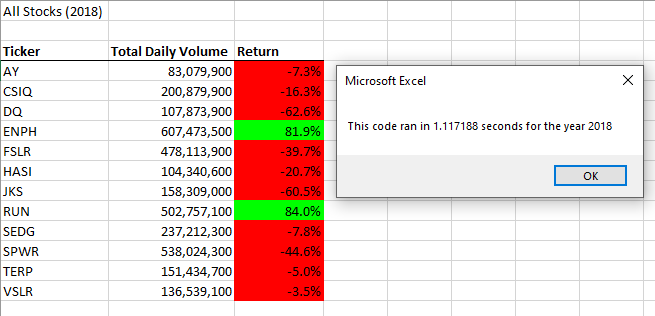 All Stocks (2018)
Ticker Total Daily Volume Return
AY 83,079,900 -7.3%
CSIQ 200,879,900 -16.3%
DQ 107,873,900 -62.6%
ENPH 607,473,500 81.9%
FSLR 478,113,900 -39.7%
HASI 104,340,600 -20.7%
JKS 158,309,000 -60.5%
RUN 502,757,100 84.0%
SEDG 237,212,300 -7.8%
SPWR 538,024,300 -44.6%
TERP 151,434,700 -5.0%
VSLR 136,539,100 -3.5%
Microsoft Excel
This code ran in 1.117188 seconds for the year 2018
OK